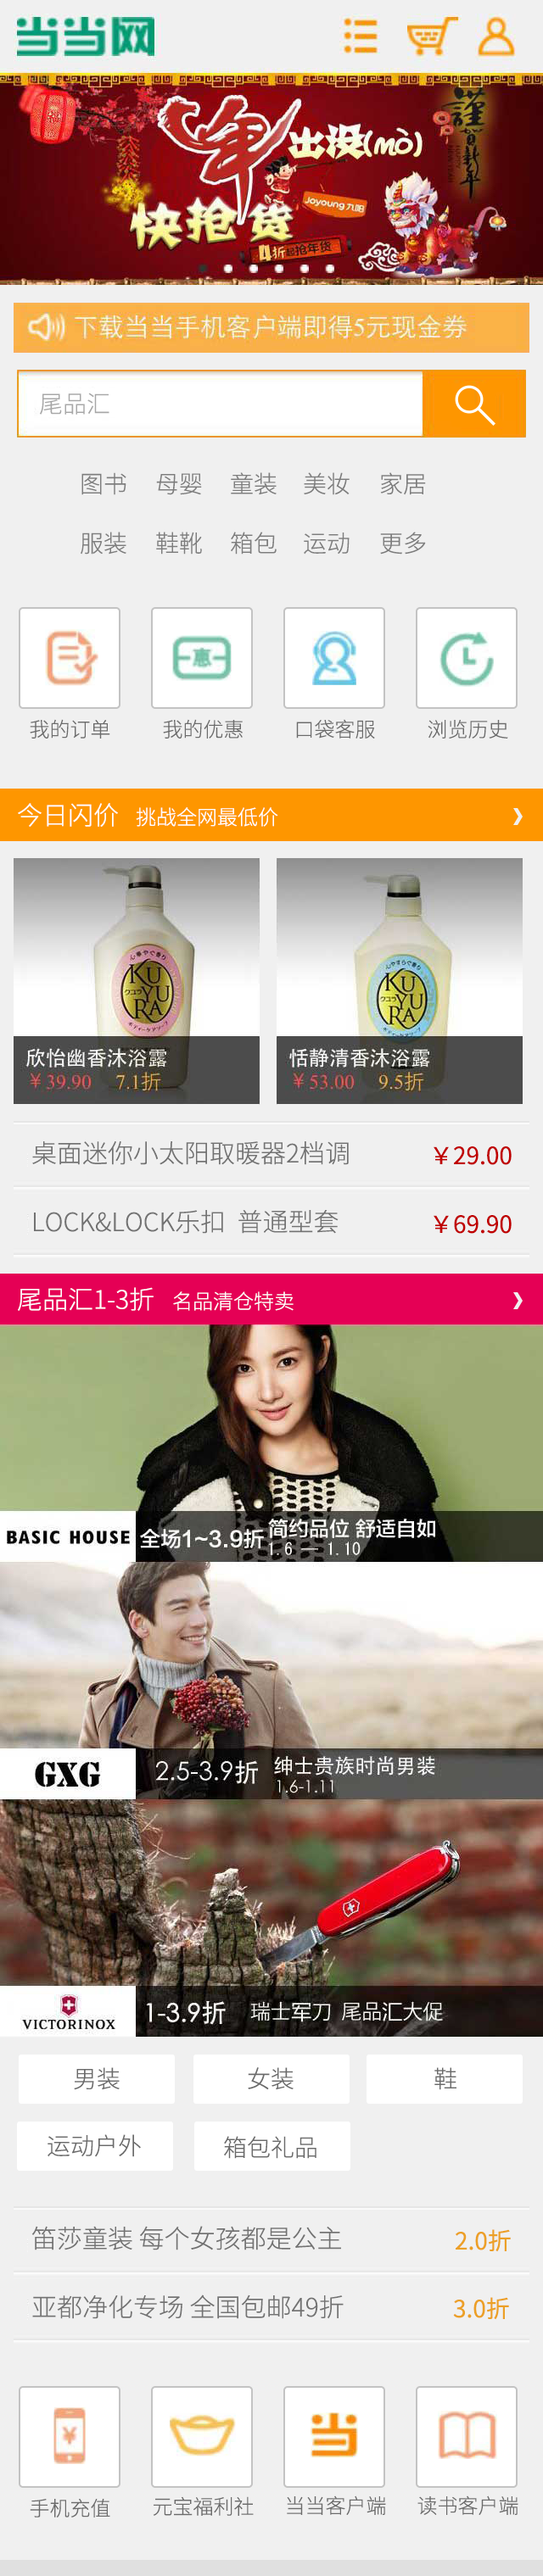 当当网
謹
新年
年出没(mò)
Joyoung 九阳
快抢货
4折起抢年货
下载当当手机客户端即得5元现金券
尾品汇
图书 母婴 童装 美妆 家居
服装 鞋靴 箱包 运动 更多
惠
我的订单 我的优惠 口袋客服 浏览历史
今日闪价 挑战全网最低价
KU YU RA
KU YU RA
欣怡幽香沐浴露 恬静清香沐浴露
￥39.90 7.1折 ￥53.00 9.5折
桌面迷你小太阳取暖器2档调 ￥29.00
LOCK&LOCK乐扣 普通型套 ￥69.90
尾品汇1-3折 名品清仓特卖
BASIC HOUSE 全场1~3.9折 简约品位 舒适自如
1.6 — 1.10
GXG 2.5-3.9折 绅士贵族时尚男装
1.6-1.11
VICTORINOX 1-3.9折 瑞士军刀 尾品汇大促
男装 女装 鞋
运动户外 箱包礼品
笛莎童装 每个女孩都是公主 2.0折
亚都净化专场 全国包邮49折 3.0折
¥ 当
手机充值 元宝福利社 当当客户端 读书客户端